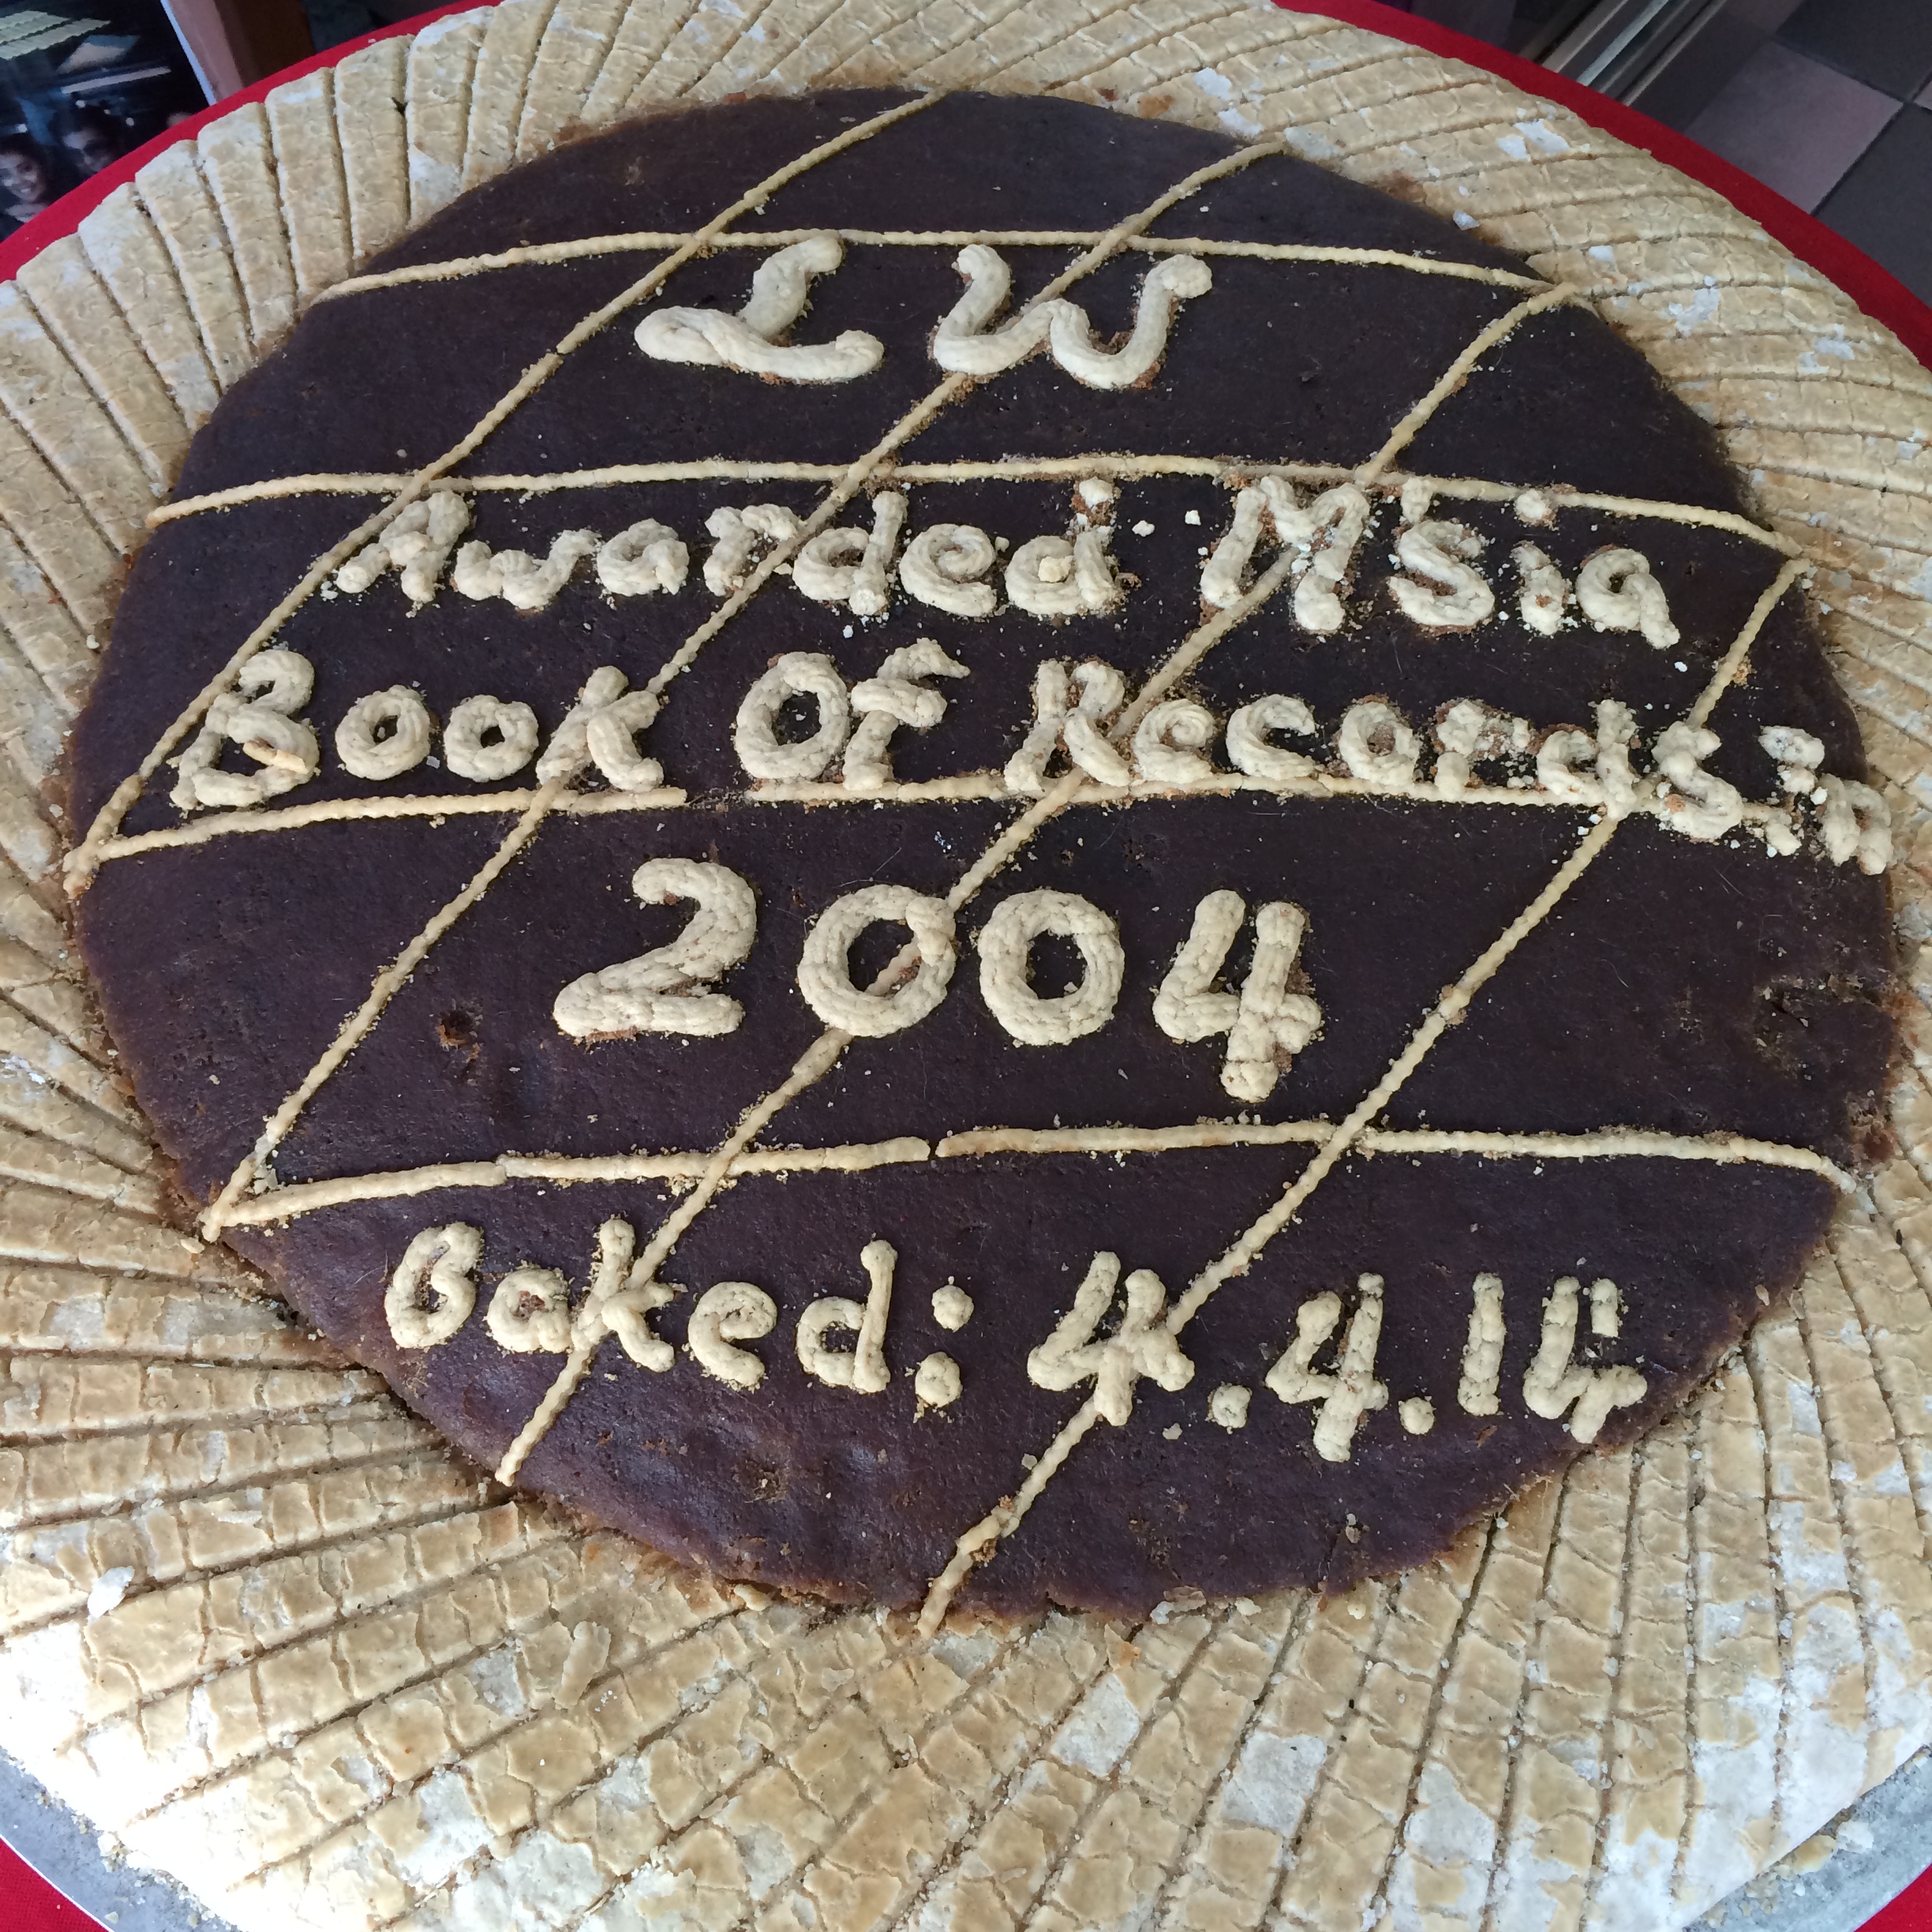 LW
Awarded M'sia
Book Of Records in
2004
Baked: 4.4.14